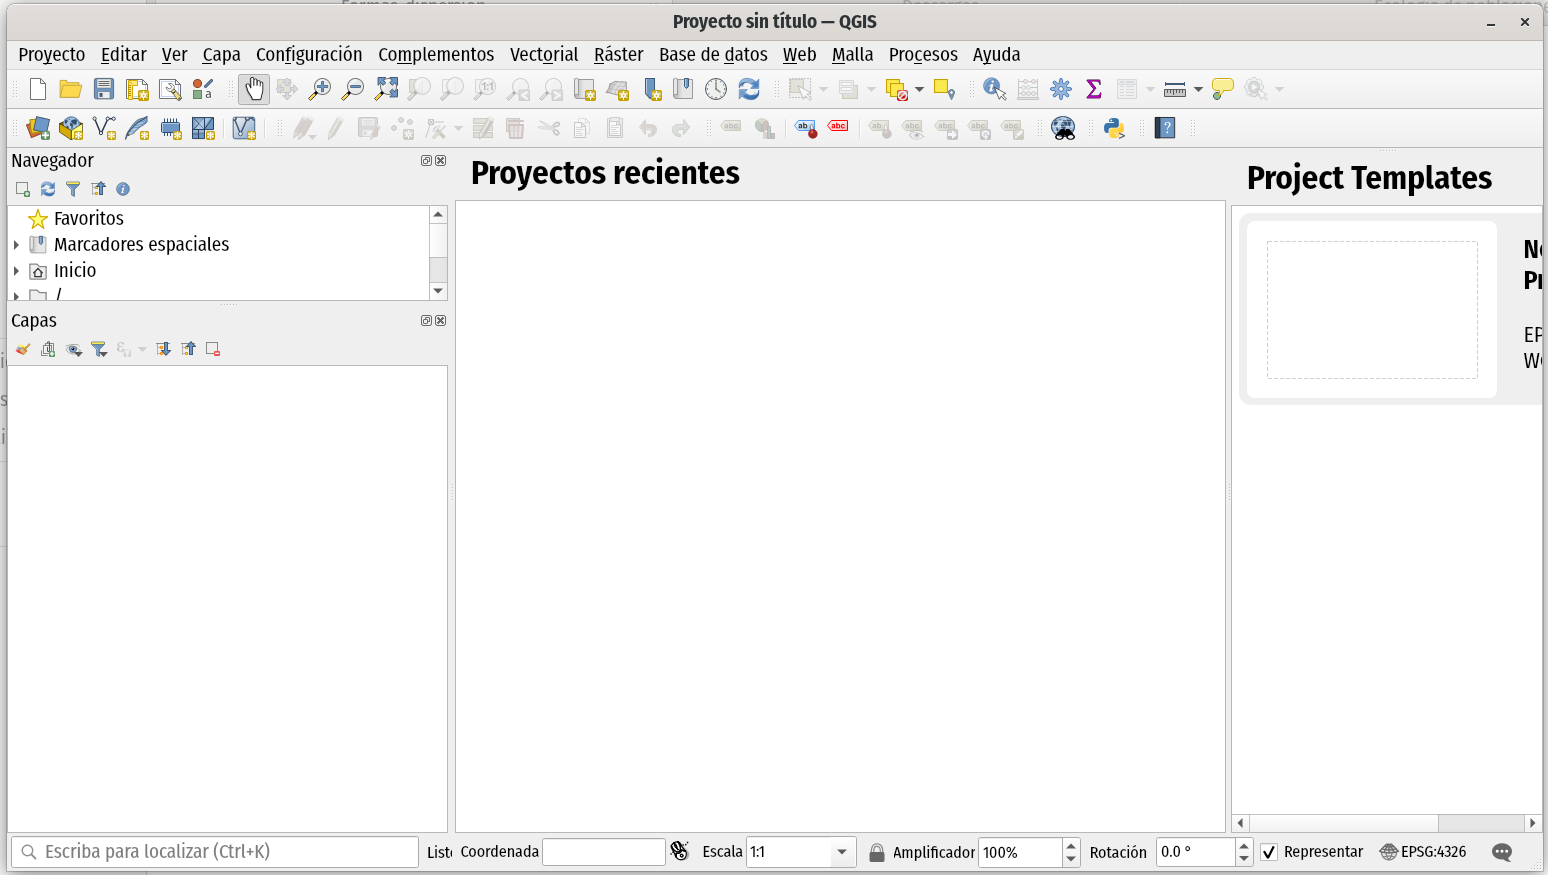 Proyecto sin título — QGIS
Proyecto Editar Ver Capa Configuración Complementos Vectorial Ráster Base de datos Web Malla Procesos Ayuda
Navegador
Favoritos
Marcadores espaciales
Inicio
/
Capas
Proyectos recientes
Project Templates
EPSG:4326
Escriba para localizar (Ctrl+K)
Coordenada
Escala 1:1
Amplificador 100%
Rotación 0.0 °
Representar